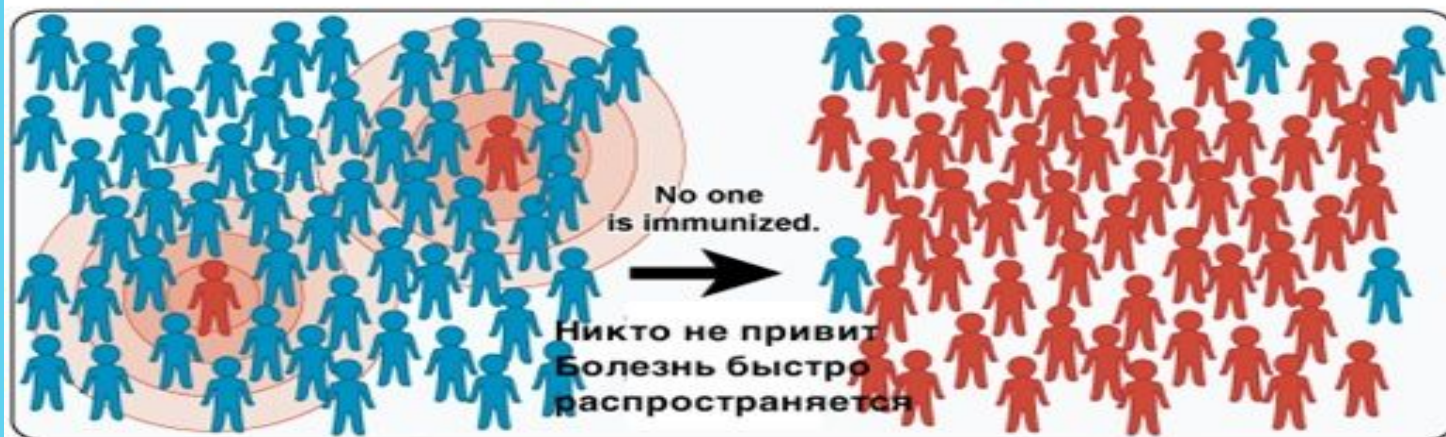 No one
is immunized.
Никто не привит
Болезнь быстро
распространяется